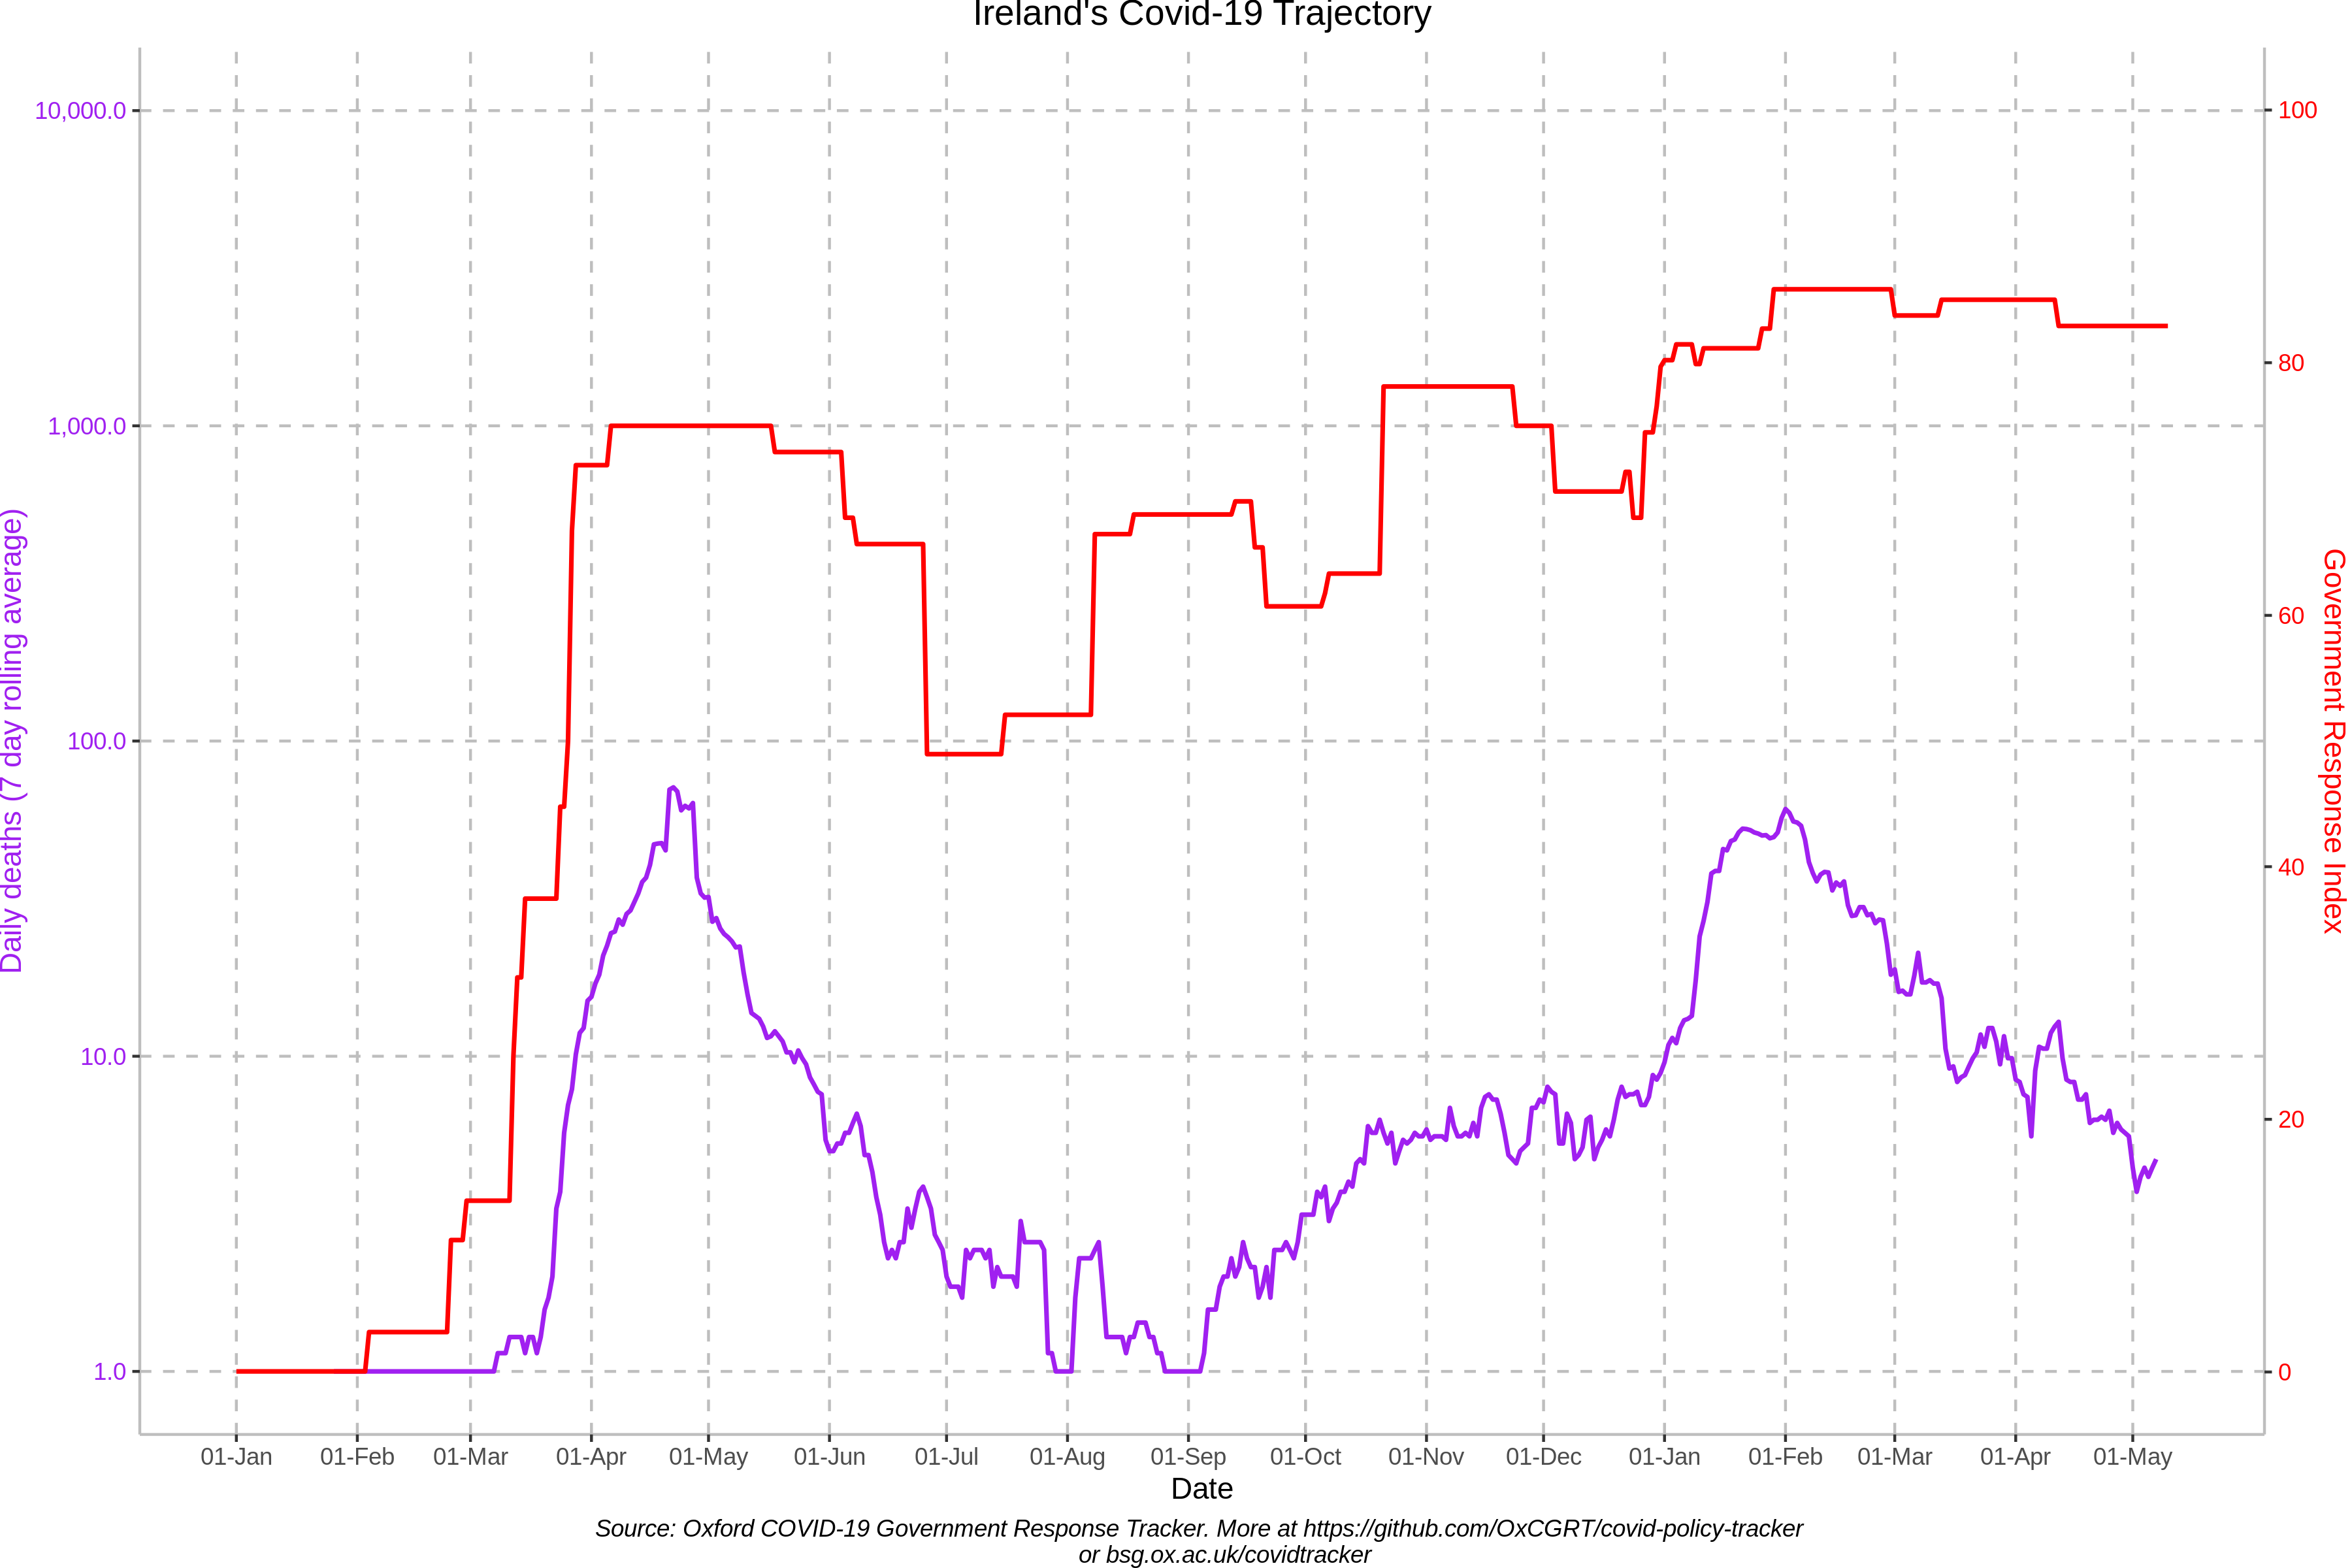 Ireland's Covid-19 Trajectory
10,000.0
1,000.0
100.0
10.0
1.0
Daily deaths (7 day rolling average)
100
80
60
40
20
0
Government Response Index
01-Jan 01-Feb 01-Mar 01-Apr 01-May 01-Jun 01-Jul 01-Aug 01-Sep 01-Oct 01-Nov 01-Dec 01-Jan 01-Feb 01-Mar 01-Apr 01-May
Date
Source: Oxford COVID-19 Government Response Tracker. More at https://github.com/OxCGRT/covid-policy-tracker
or bsg.ox.ac.uk/covidtracker